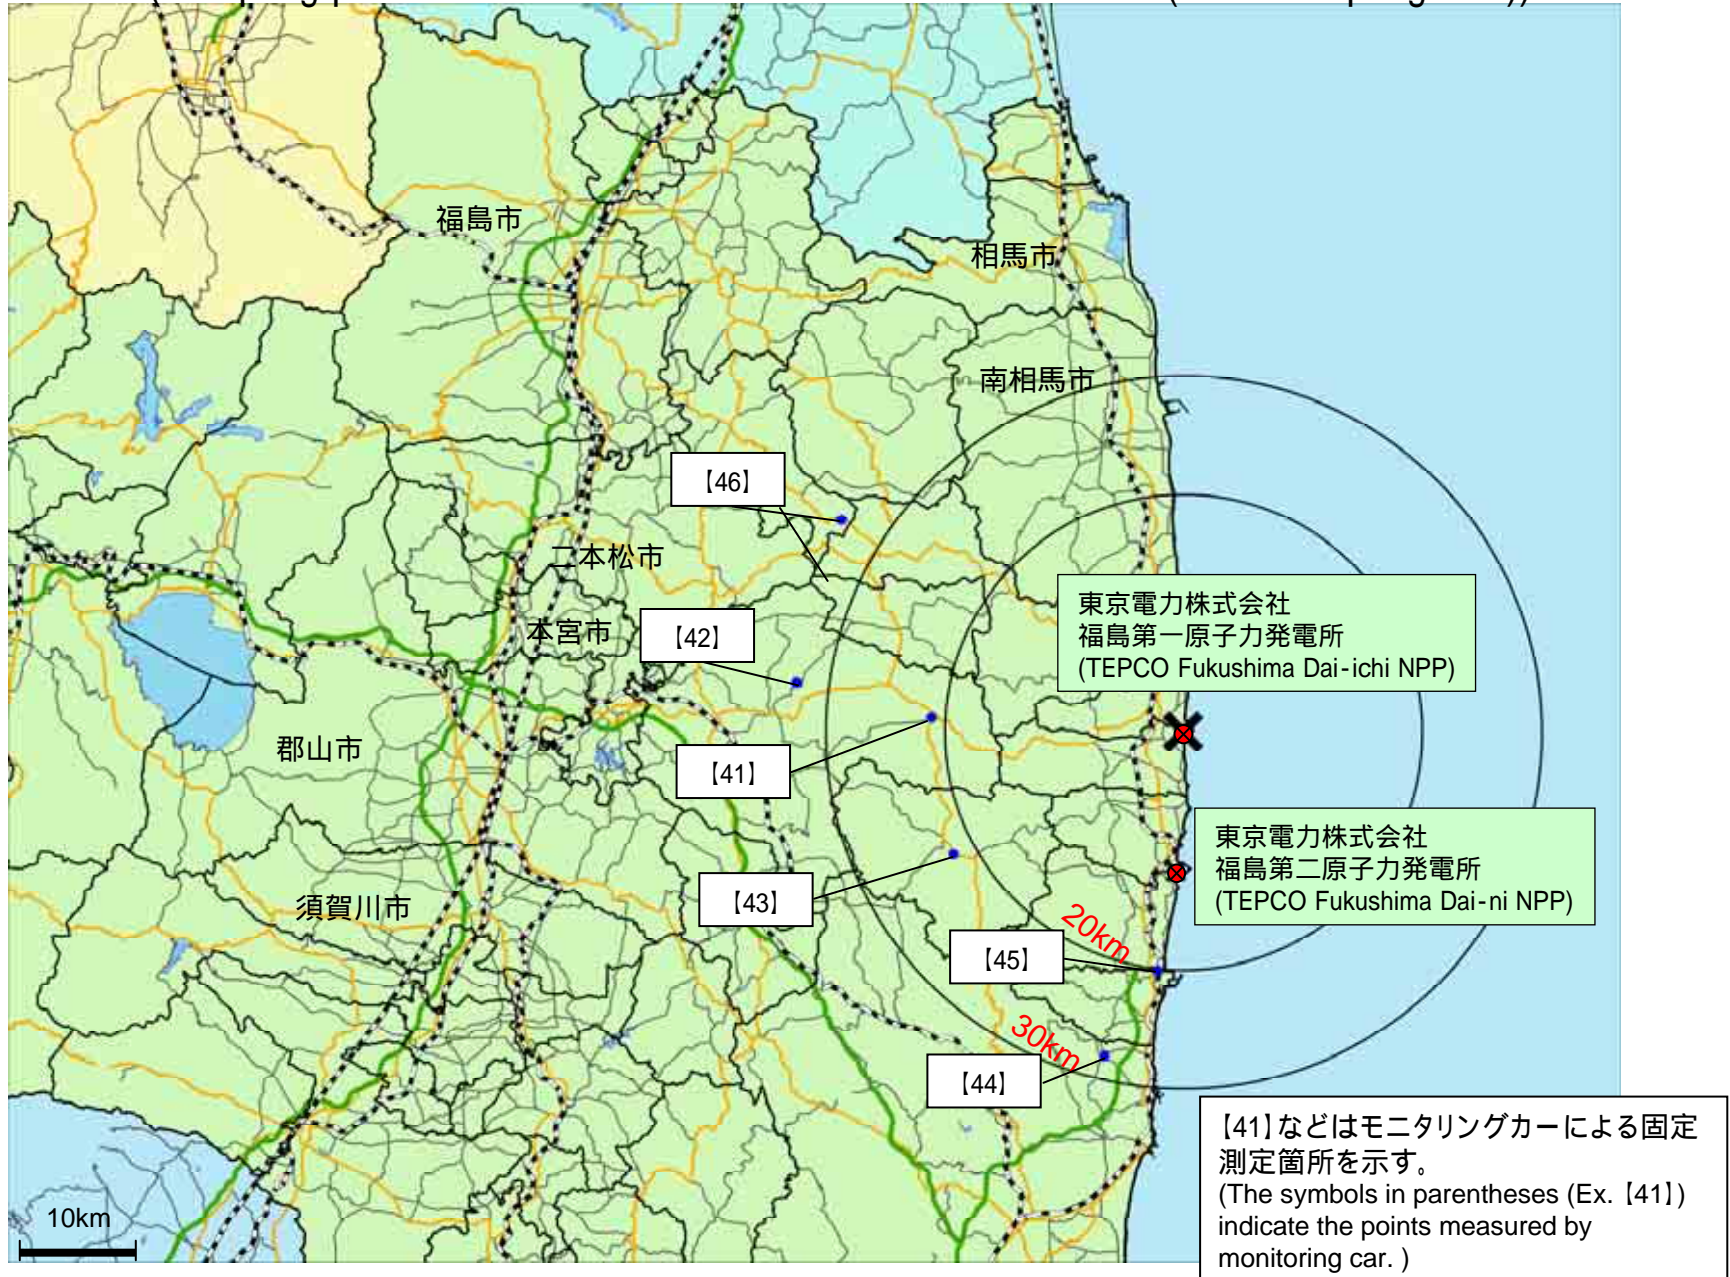 福島市
相馬市
南相馬市
【46】
二本松市
本宮市
【42】
東京電力株式会社
福島第一原子力発電所
(TEPCO Fukushima Dai-ichi NPP)
郡山市
【41】
東京電力株式会社
福島第二原子力発電所
(TEPCO Fukushima Dai-ni NPP)
【43】
須賀川市
20km
【45】
30km
【44】
【41】などはモニタリングカーによる固定
測定箇所を示す。
(The symbols in parentheses (Ex.【41】)
indicate the points measured by
monitoring car. )
10km